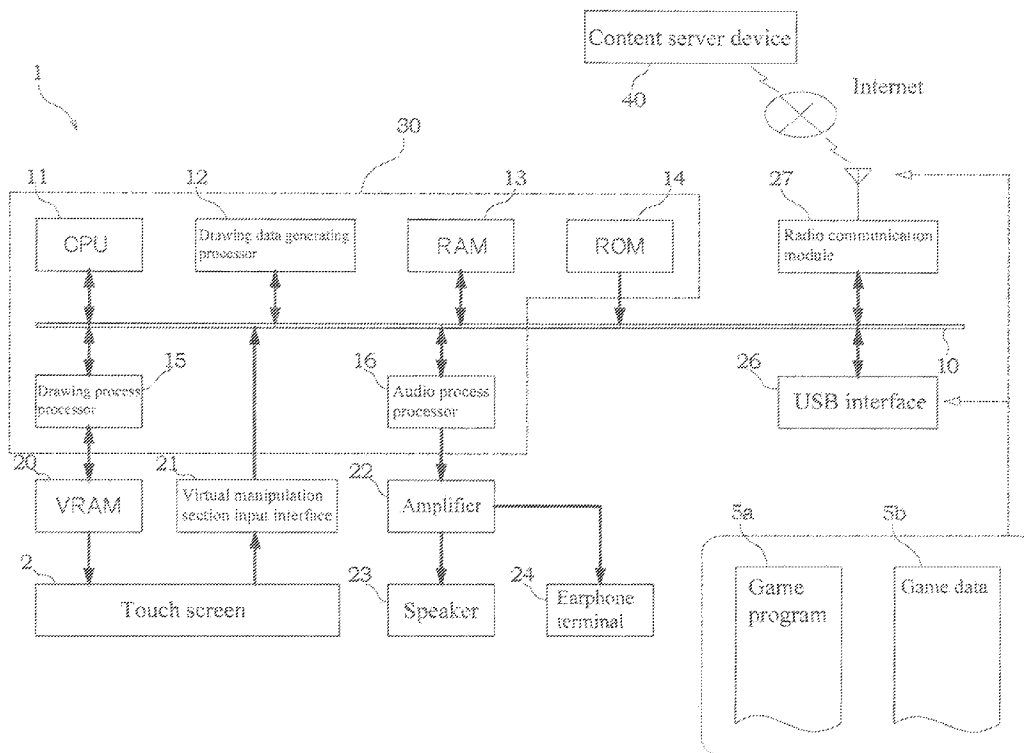 Content server device
40
Internet
1
30
11
12
13
14
27
CPU
Drawing data generating
processor
RAM
ROM
Radio communication
module
10
15
16
26
Drawing process
processor
Audio process
processor
USB interface
20
21
22
VRAM
Virtual manipulation
section input interface
Amplifier
5a
5b
2
23
24
Touch screen
Speaker
Earphone
terminal
Game
program
Game data